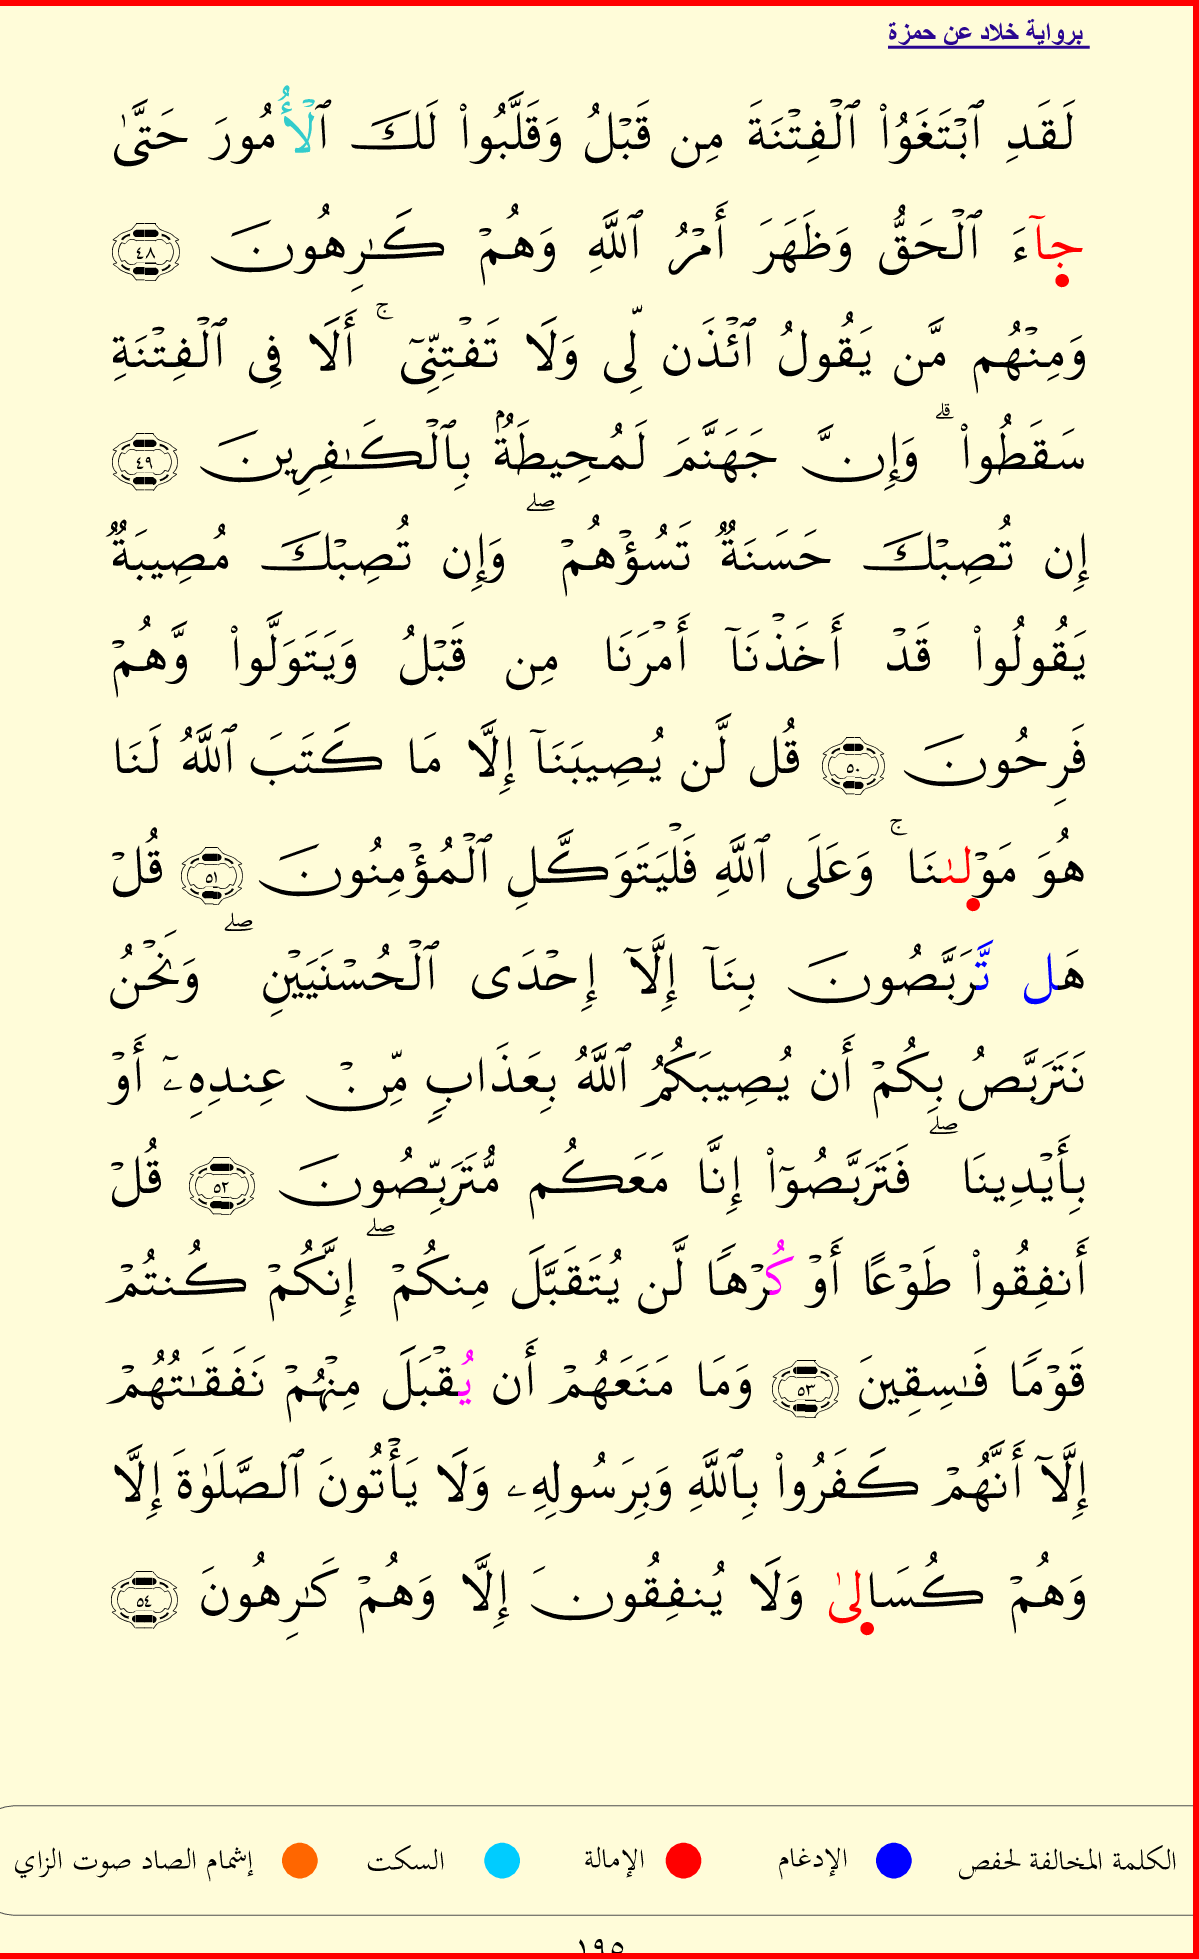 برواية خلاد عن حمزة
لَقَدِ ٱبْتَغَوُا۟ ٱلْفِتْنَةَ مِن قَبْلُ وَقَلَّبُوا۟ لَكَ ٱلْأُمُورَ حَتَّىٰ
جَآءَ ٱلْحَقُّ وَظَهَرَ أَمْرُ ٱللَّهِ وَهُمْ كَـٰرِهُونَ ٤٨
وَمِنْهُم مَّن يَقُولُ ٱئْذَن لِّى وَلَا تَفْتِنِّىٓ ۚ أَلَا فِى ٱلْفِتْنَةِ
سَقَطُوا۟ ۗ وَإِنَّ جَهَنَّمَ لَمُحِيطَةٌۢ بِٱلْكَـٰفِرِينَ ٤٩
إِن تُصِبْكَ حَسَنَةٌ تَسُؤْهُمْ ۖ وَإِن تُصِبْكَ مُصِيبَةٌ
يَقُولُوا۟ قَدْ أَخَذْنَآ أَمْرَنَا مِن قَبْلُ وَيَتَوَلَّوا۟ وَّهُمْ
فَرِحُونَ ٥٠ قُل لَّن يُصِيبَنَآ إِلَّا مَا كَتَبَ ٱللَّهُ لَنَا
هُوَ مَوْلىٰنَا ۚ وَعَلَى ٱللَّهِ فَلْيَتَوَكَّلِ ٱلْمُؤْمِنُونَ ٥١ قُلْ
هَل تَّرَبَّصُونَ بِنَآ إِلَّآ إِحْدَى ٱلْحُسْنَيَيْنِ ۖ وَنَحْنُ
نَتَرَبَّصُ بِكُمْ أَن يُصِيبَكُمُ ٱللَّهُ بِعَذَابٍ مِّنْ عِندِهِۦٓ أَوْ
بِأَيْدِينَا ۖ فَتَرَبَّصُوٓا۟ إِنَّا مَعَكُم مُّتَرَبِّصُونَ ٥٢ قُلْ
أَنفِقُوا۟ طَوْعًا أَوْ كُرْهًا لَّن يُتَقَبَّلَ مِنكُمْ ۖ إِنَّكُمْ كُنتُمْ
قَوْمًا فَـٰسِقِينَ ٥٣ وَمَا مَنَعَهُمْ أَن يُقْبَلَ مِنْهُمْ نَفَقَـٰتُهُمْ
إِلَّآ أَنَّهُمْ كَفَرُوا۟ بِٱللَّهِ وَبِرَسُولِهِۦ وَلَا يَأْتُونَ ٱلصَّلَوٰةَ إِلَّا
وَهُمْ كُسَالىٰ وَلَا يُنفِقُونَ إِلَّا وَهُمْ كَـٰرِهُونَ ٥٤
الكلمة المخالفة لحفص الإدغام الإمالة السكت إشمام الصاد صوت الزاي
١٩٥